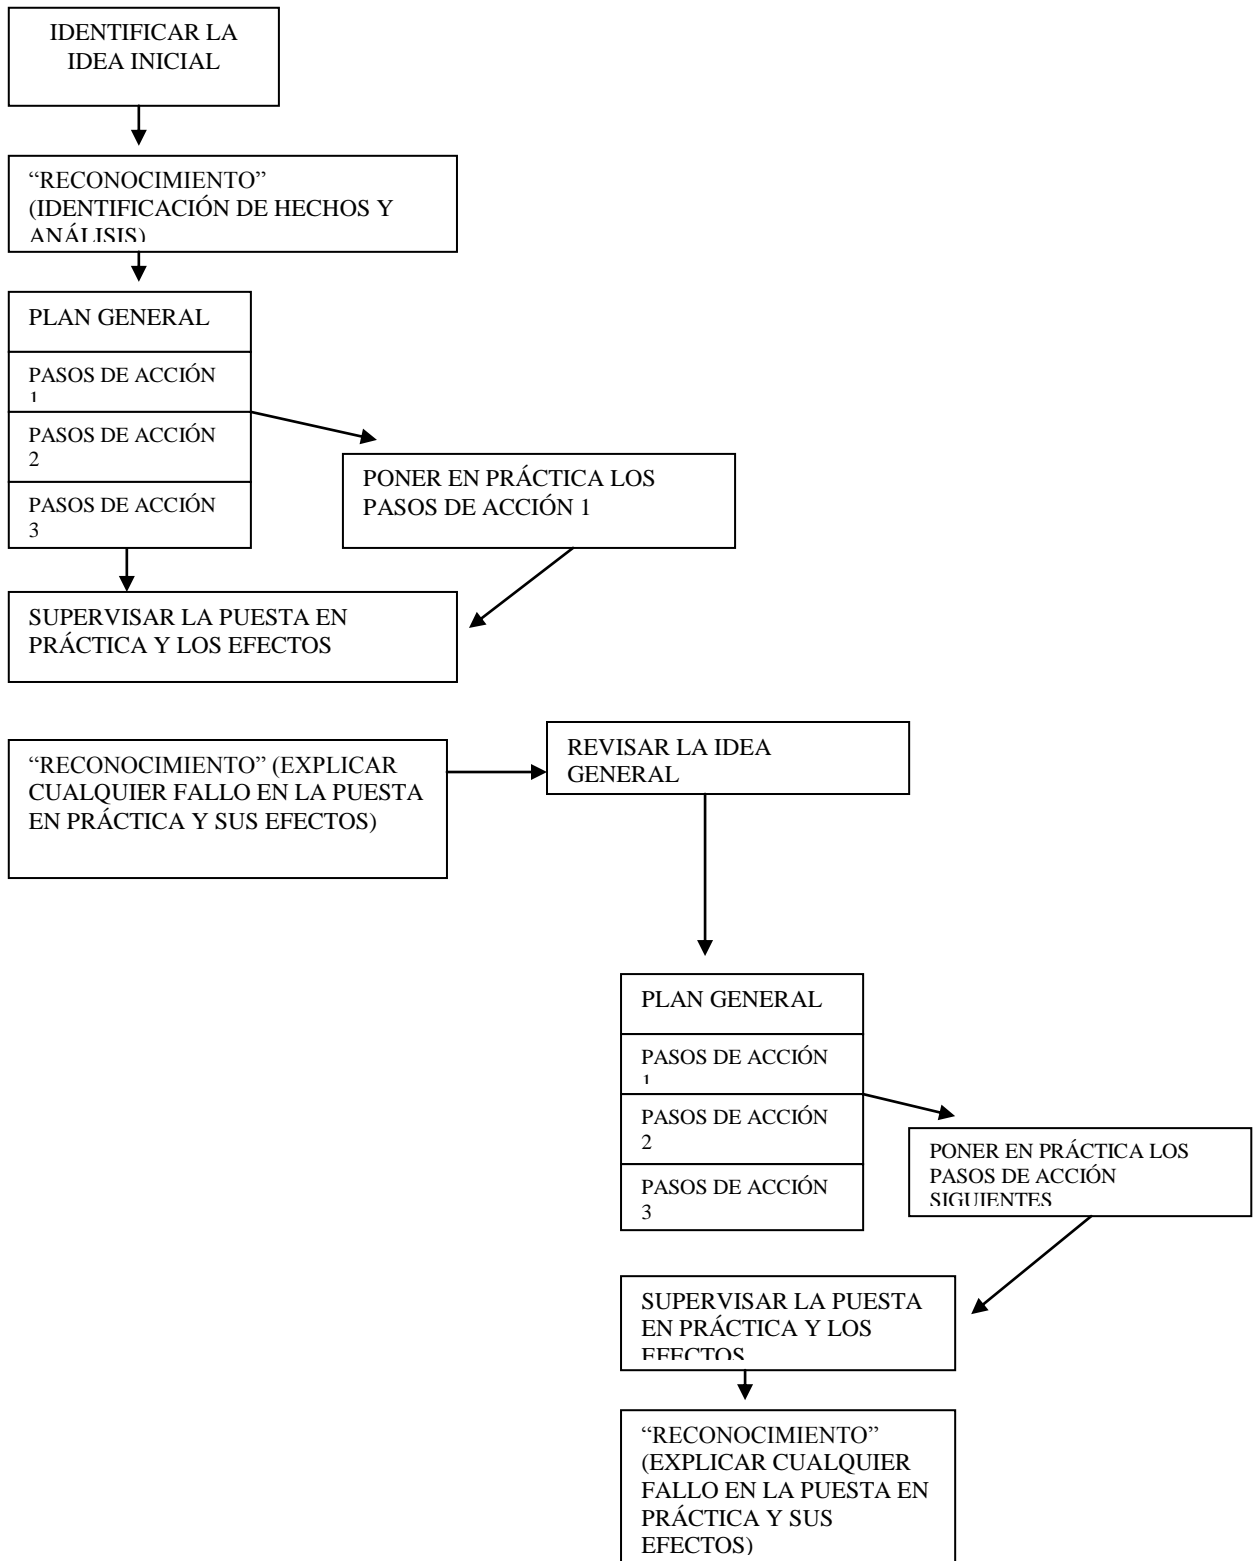 IDENTIFICAR LA
IDEA INICIAL
“RECONOCIMIENTO”
(IDENTIFICACIÓN DE HECHOS Y
ANÁLISIS)
PLAN GENERAL
PASOS DE ACCIÓN
1
PASOS DE ACCIÓN
2
PASOS DE ACCIÓN
3
PONER EN PRÁCTICA LOS
PASOS DE ACCIÓN 1
SUPERVISAR LA PUESTA EN
PRÁCTICA Y LOS EFECTOS
“RECONOCIMIENTO” (EXPLICAR
CUALQUIER FALLO EN LA PUESTA
EN PRÁCTICA Y SUS EFECTOS)
REVISAR LA IDEA
GENERAL
PLAN GENERAL
PASOS DE ACCIÓN
1
PASOS DE ACCIÓN
2
PASOS DE ACCIÓN
3
PONER EN PRÁCTICA LOS
PASOS DE ACCIÓN
SIGUIENTES
SUPERVISAR LA PUESTA
EN PRÁCTICA Y LOS
EFECTOS
“RECONOCIMIENTO”
(EXPLICAR CUALQUIER
FALLO EN LA PUESTA EN
PRÁCTICA Y SUS
EFECTOS)